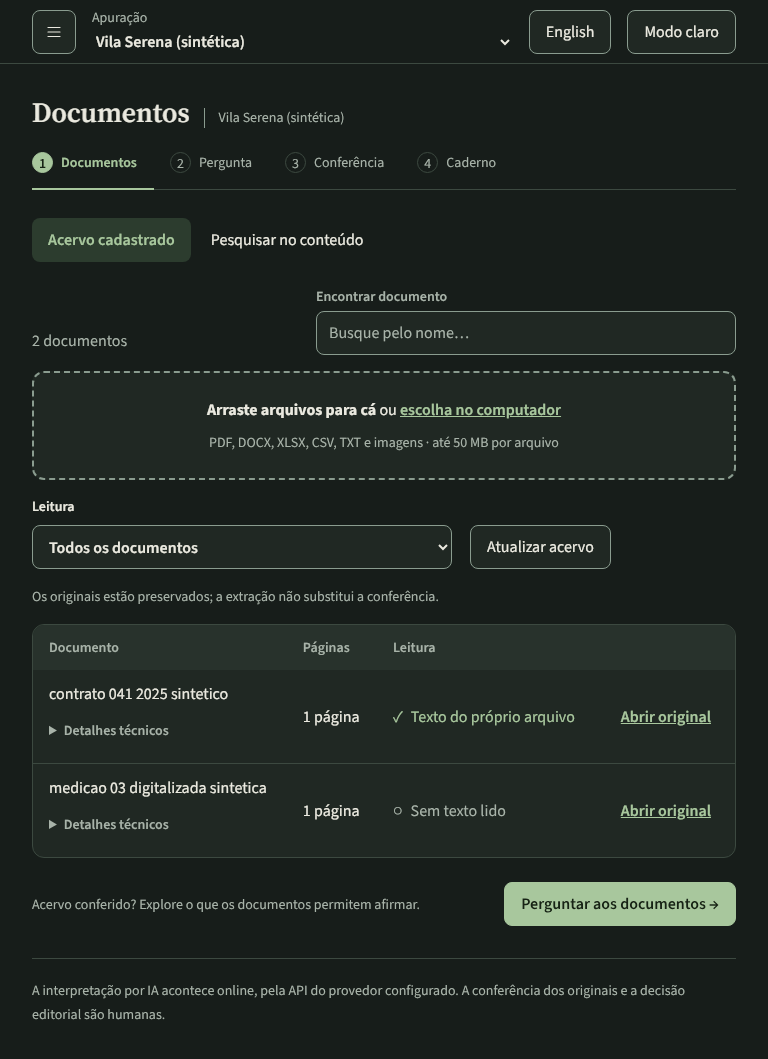 Apuração
Vila Serena (sintética)
English
Modo claro
Documentos
Vila Serena (sintética)
1 Documentos
2 Pergunta
3 Conferência
4 Caderno
Acervo cadastrado
Pesquisar no conteúdo
Encontrar documento
2 documentos
Busque pelo nome…
Arraste arquivos para cá ou escolha no computador
PDF, DOCX, XLSX, CSV, TXT e imagens · até 50 MB por arquivo
Leitura
Todos os documentos
Atualizar acervo
Os originais estão preservados; a extração não substitui a conferência.
Documento Páginas Leitura
contrato 041 2025 sintetico
Detalhes técnicos
1 página
✓ Texto do próprio arquivo
Abrir original
medicao 03 digitalizada sintetica
Detalhes técnicos
1 página
○ Sem texto lido
Abrir original
Acervo conferido? Explore o que os documentos permitem afirmar.
Perguntar aos documentos →
A interpretação por IA acontece online, pela API do provedor configurado. A conferência dos originais e a decisão
editorial são humanas.